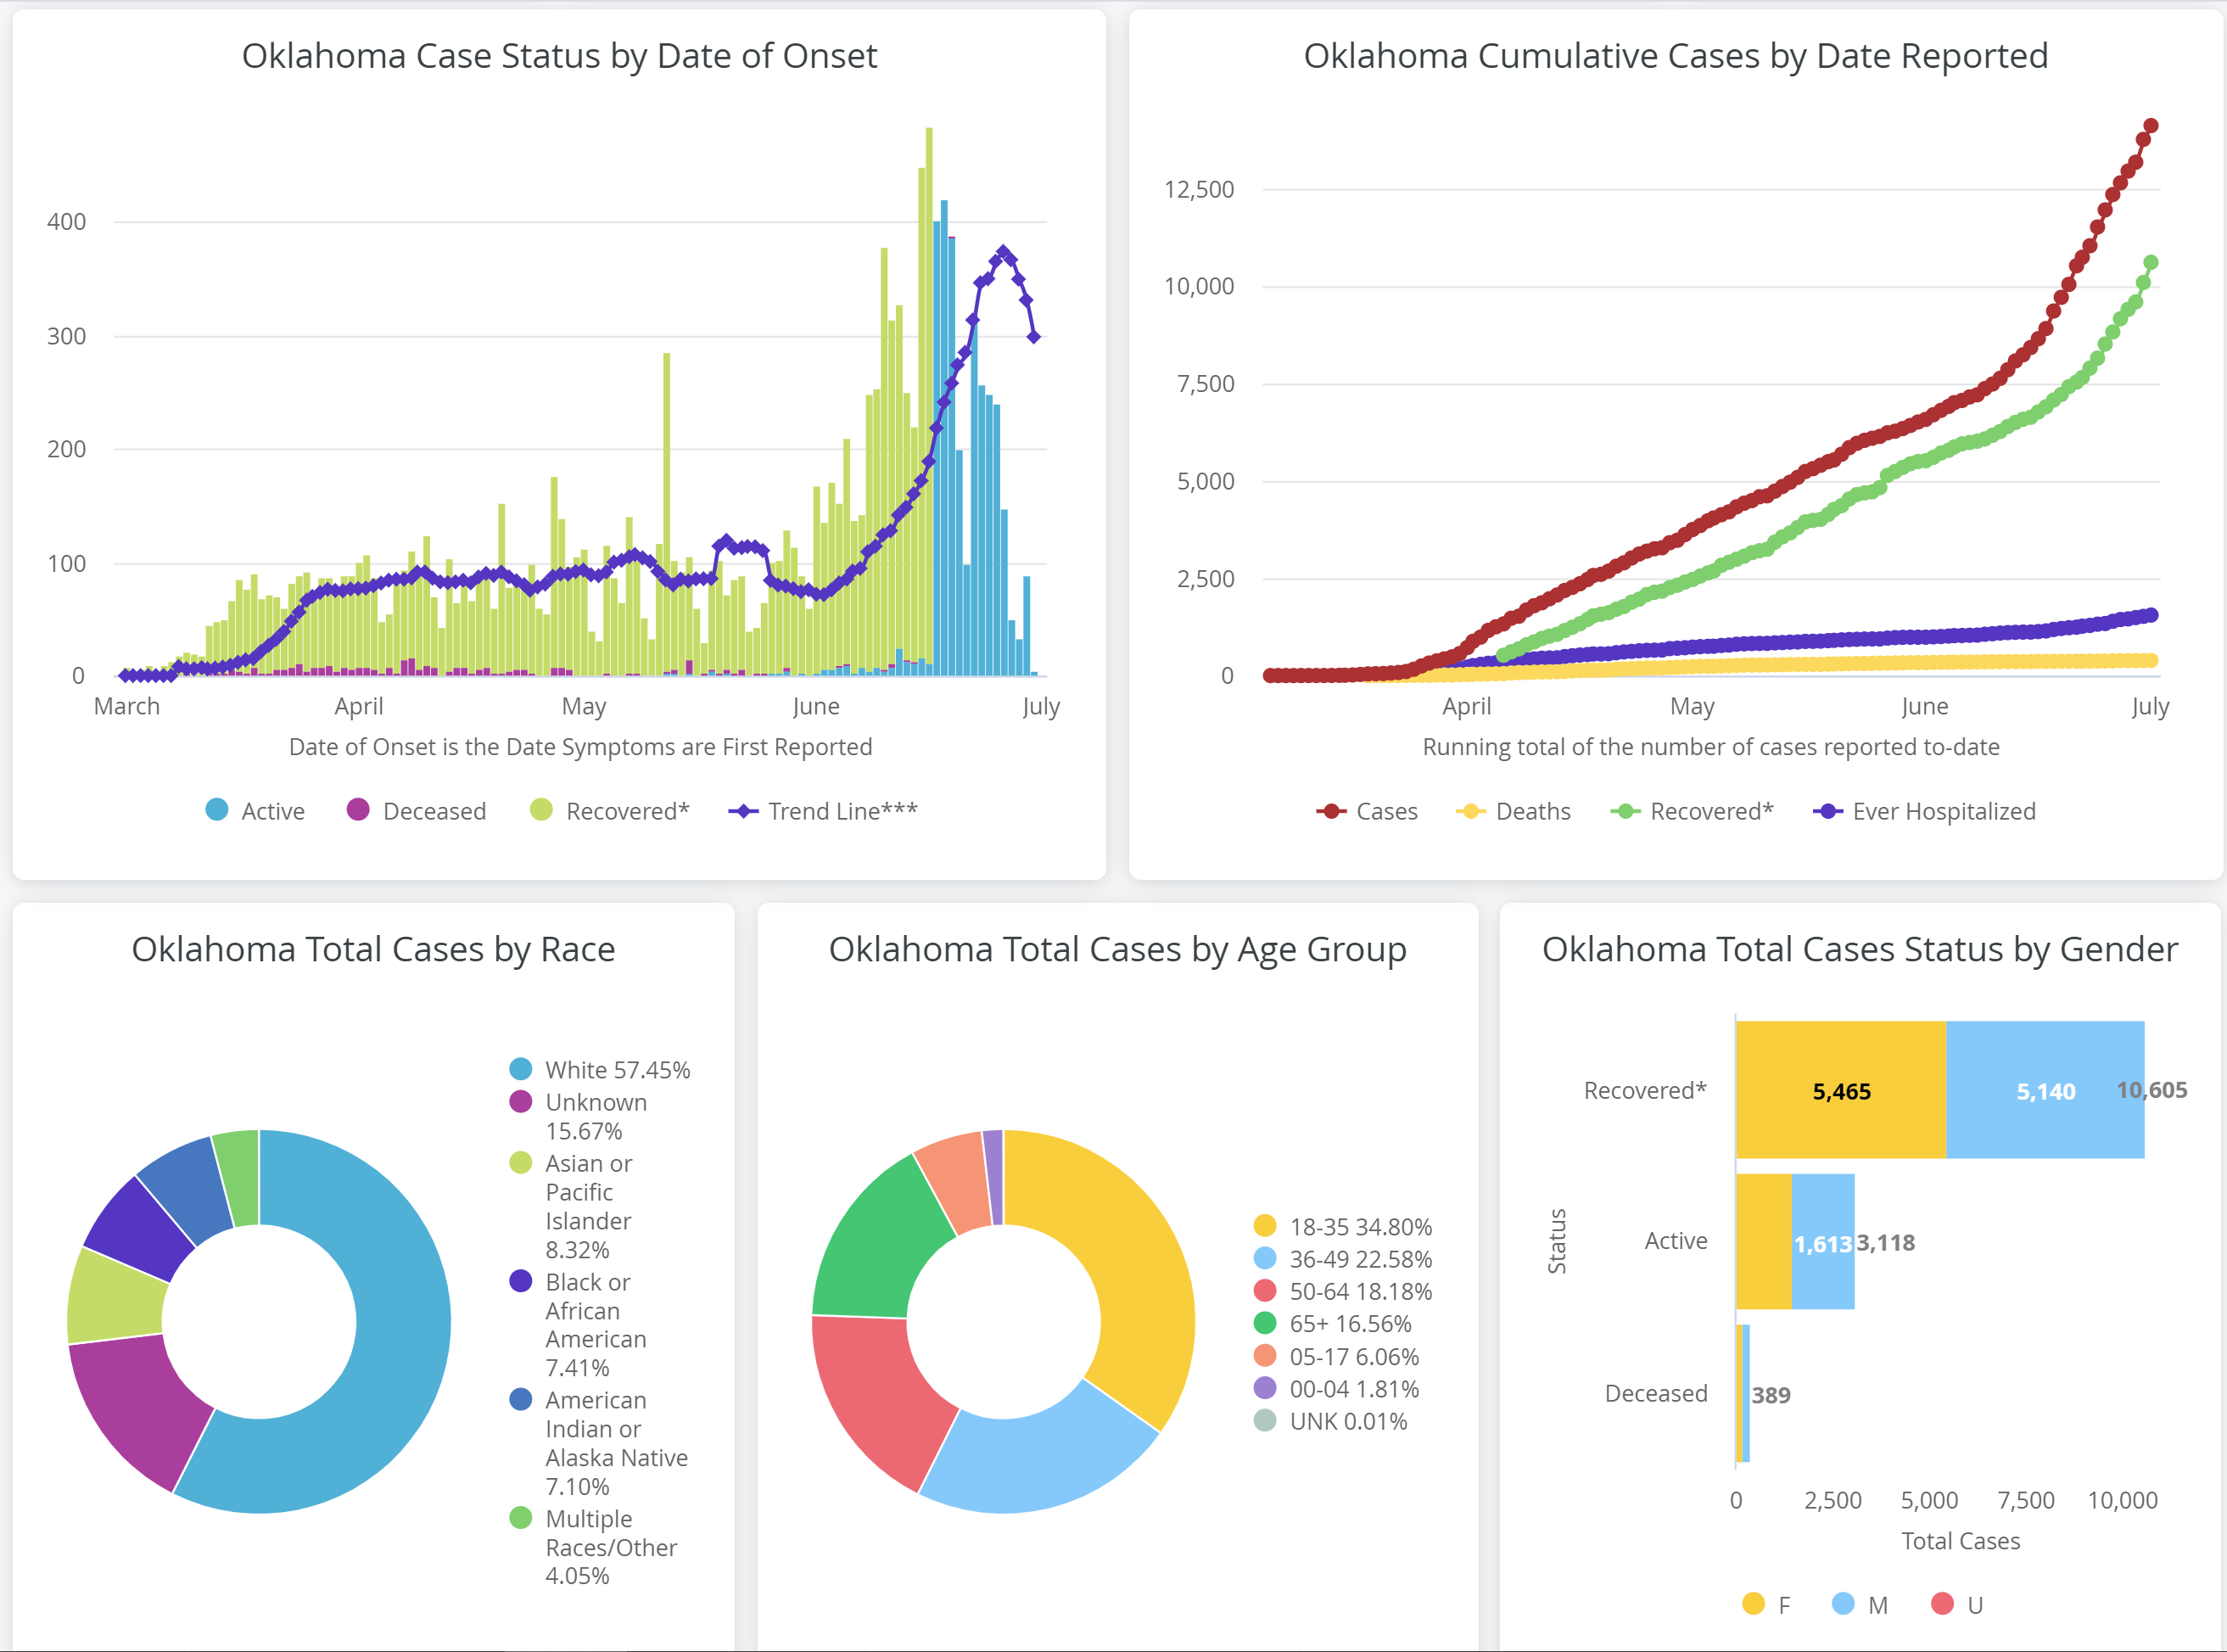 Oklahoma Case Status by Date of Onset
400
300
200
100
0
March April May June July
Date of Onset is the Date Symptoms are First Reported
Active Deceased Recovered* Trend Line***
Oklahoma Cumulative Cases by Date Reported
12,500
10,000
7,500
5,000
2,500
0
April May June July
Running total of the number of cases reported to-date
Cases Deaths Recovered* Ever Hospitalized
Oklahoma Total Cases by Race
White 57.45%
Unknown
15.67%
Asian or
Pacific
Islander
8.32%
Black or
African
American
7.41%
American
Indian or
Alaska Native
7.10%
Multiple
Races/Other
4.05%
Oklahoma Total Cases by Age Group
18-35 34.80%
36-49 22.58%
50-64 18.18%
65+ 16.56%
05-17 6.06%
00-04 1.81%
UNK 0.01%
Oklahoma Total Cases Status by Gender
Status
Recovered* 5,465 5,140 10,605
Active 1,613 3,118
Deceased 389
0 2,500 5,000 7,500 10,000
Total Cases
F M U